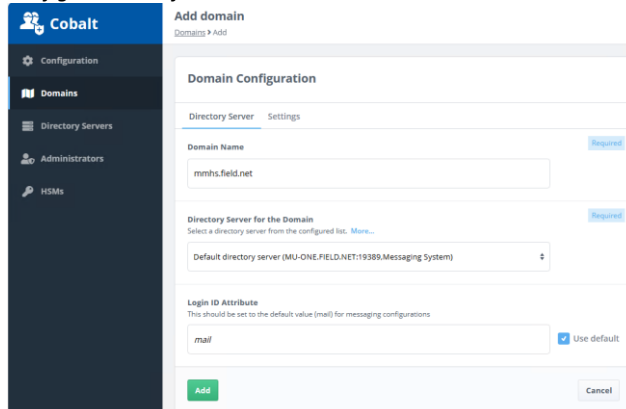 Cobalt
Configuration
Domains
Directory Servers
Administrators
HSMs
Add domain
Domains > Add
Domain Configuration
Directory Server Settings
Domain Name Required
mmhs.field.net
Directory Server for the Domain Required
Select a directory server from the configured list. More...
Default directory server (MU-ONE.FIELD.NET:19389,Messaging System)
Login ID Attribute
This should be set to the default value (mail) for messaging configurations
mail Use default
Add Cancel